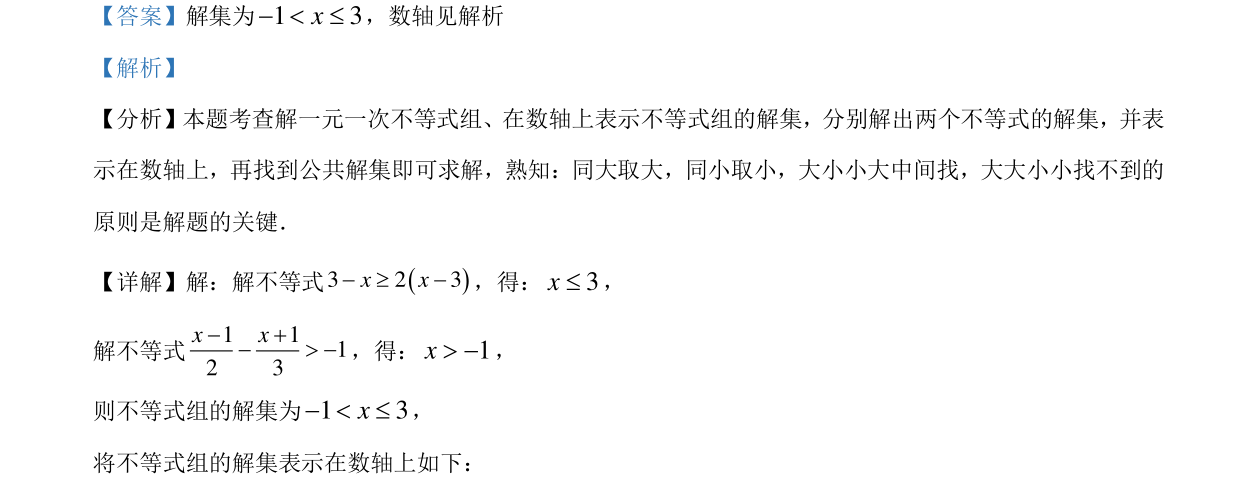 【答案】解集为−1< x ≤ 3，数轴见解析
【解析】
【分析】本题考查解一元一次不等式组、在数轴上表示不等式组的解集，分别解出两个不等式的解集，并表
示在数轴上，再找到公共解集即可求解，熟知：同大取大，同小取小，大小小大中间找，大大小小找不到的
原则是解题的关键．
【详解】解：解不等式3 − x ≥ 2(x − 3)，得： x ≤ 3，
解不等式 (x−1)/2 − (x+1)/3 > −1，得： x > −1，
则不等式组的解集为−1< x ≤ 3，
将不等式组的解集表示在数轴上如下：